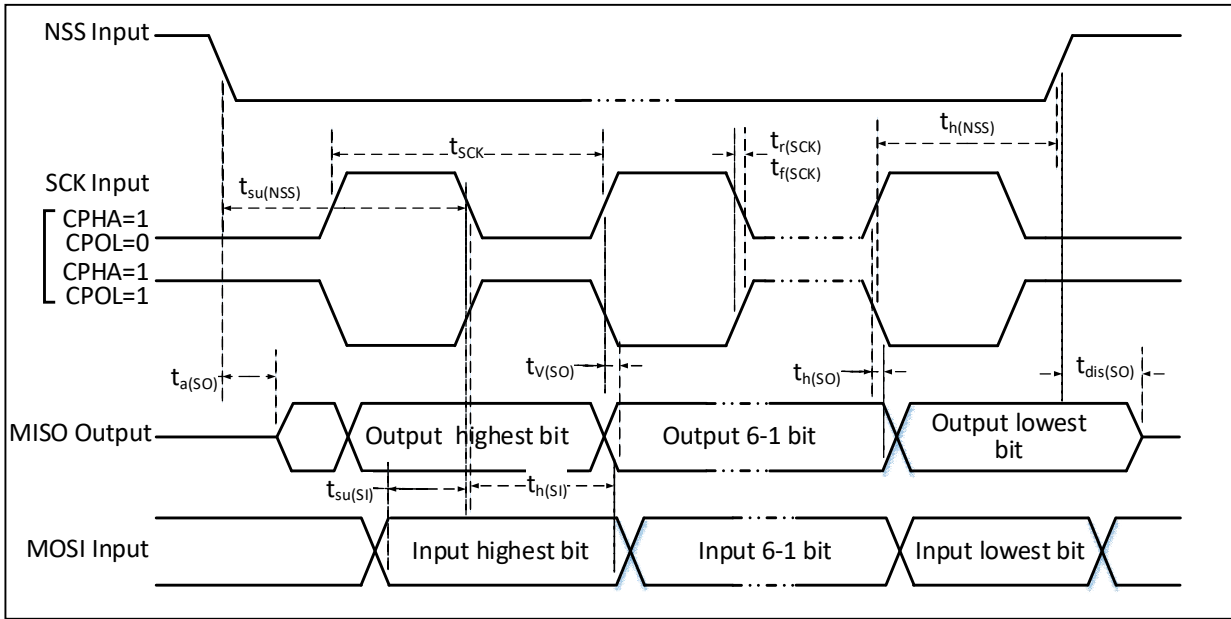 NSS Input
tSCK
tr(SCK)
tf(SCK)
th(NSS)
SCK Input
tsu(NSS)
CPHA=1
CPOL=0
CPHA=1
CPOL=1
ta(SO)
tV(SO)
th(SO)
tdis(SO)
MISO Output
Output highest bit
Output 6-1 bit
Output lowest
bit
tsu(SI)
th(SI)
MOSI Input
Input highest bit
Input 6-1 bit
Input lowest bit